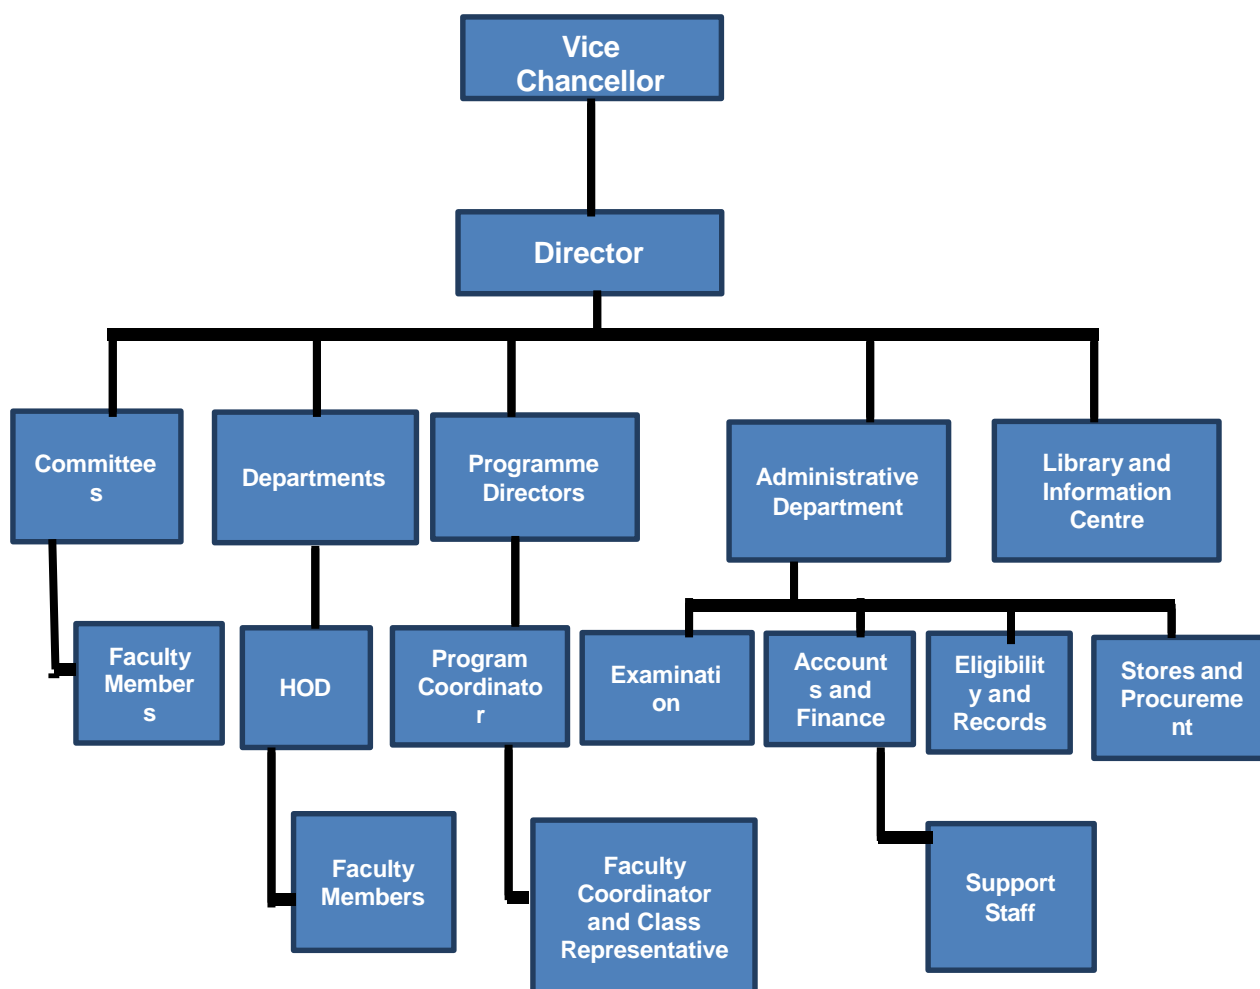 Vice
Chancellor
Director
Committee
s
Departments
Programme
Directors
Administrative
Department
Library and
Information
Centre
Faculty
Member
s
HOD
Program
Coordinato
r
Examinati
on
Account
s and
Finance
Eligibilit
y and
Records
Stores and
Procureme
nt
Faculty
Members
Faculty
Coordinator
and Class
Representative
Support
Staff